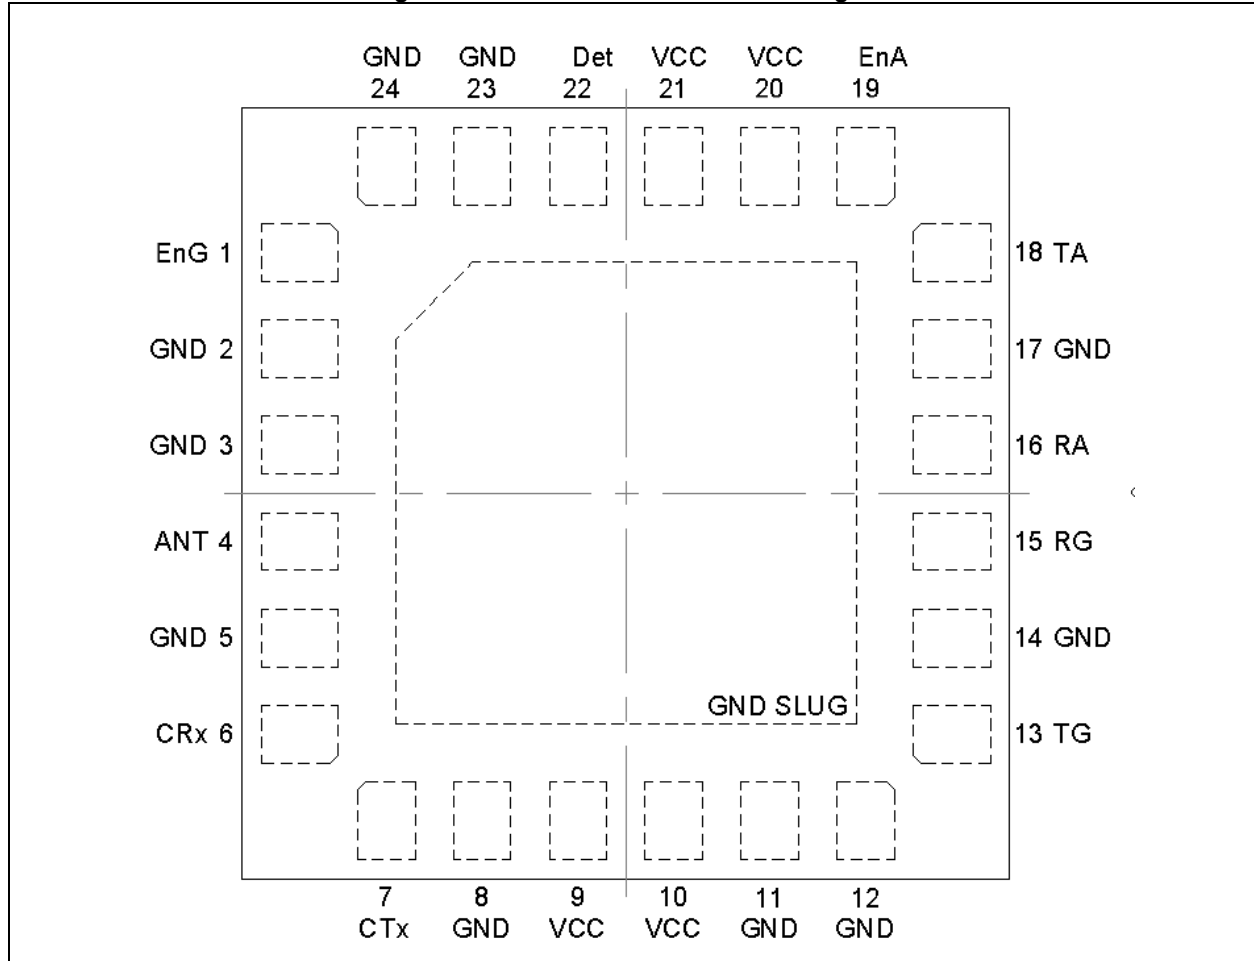 GND GND Det VCC VCC EnA
24 23 22 21 20 19
EnG 1
18 TA
GND 2
17 GND
GND 3
16 RA
ANT 4
15 RG
GND 5
14 GND
GND SLUG
CRx 6
13 TG
7 8 9 10 11 12
CTx GND VCC VCC GND GND